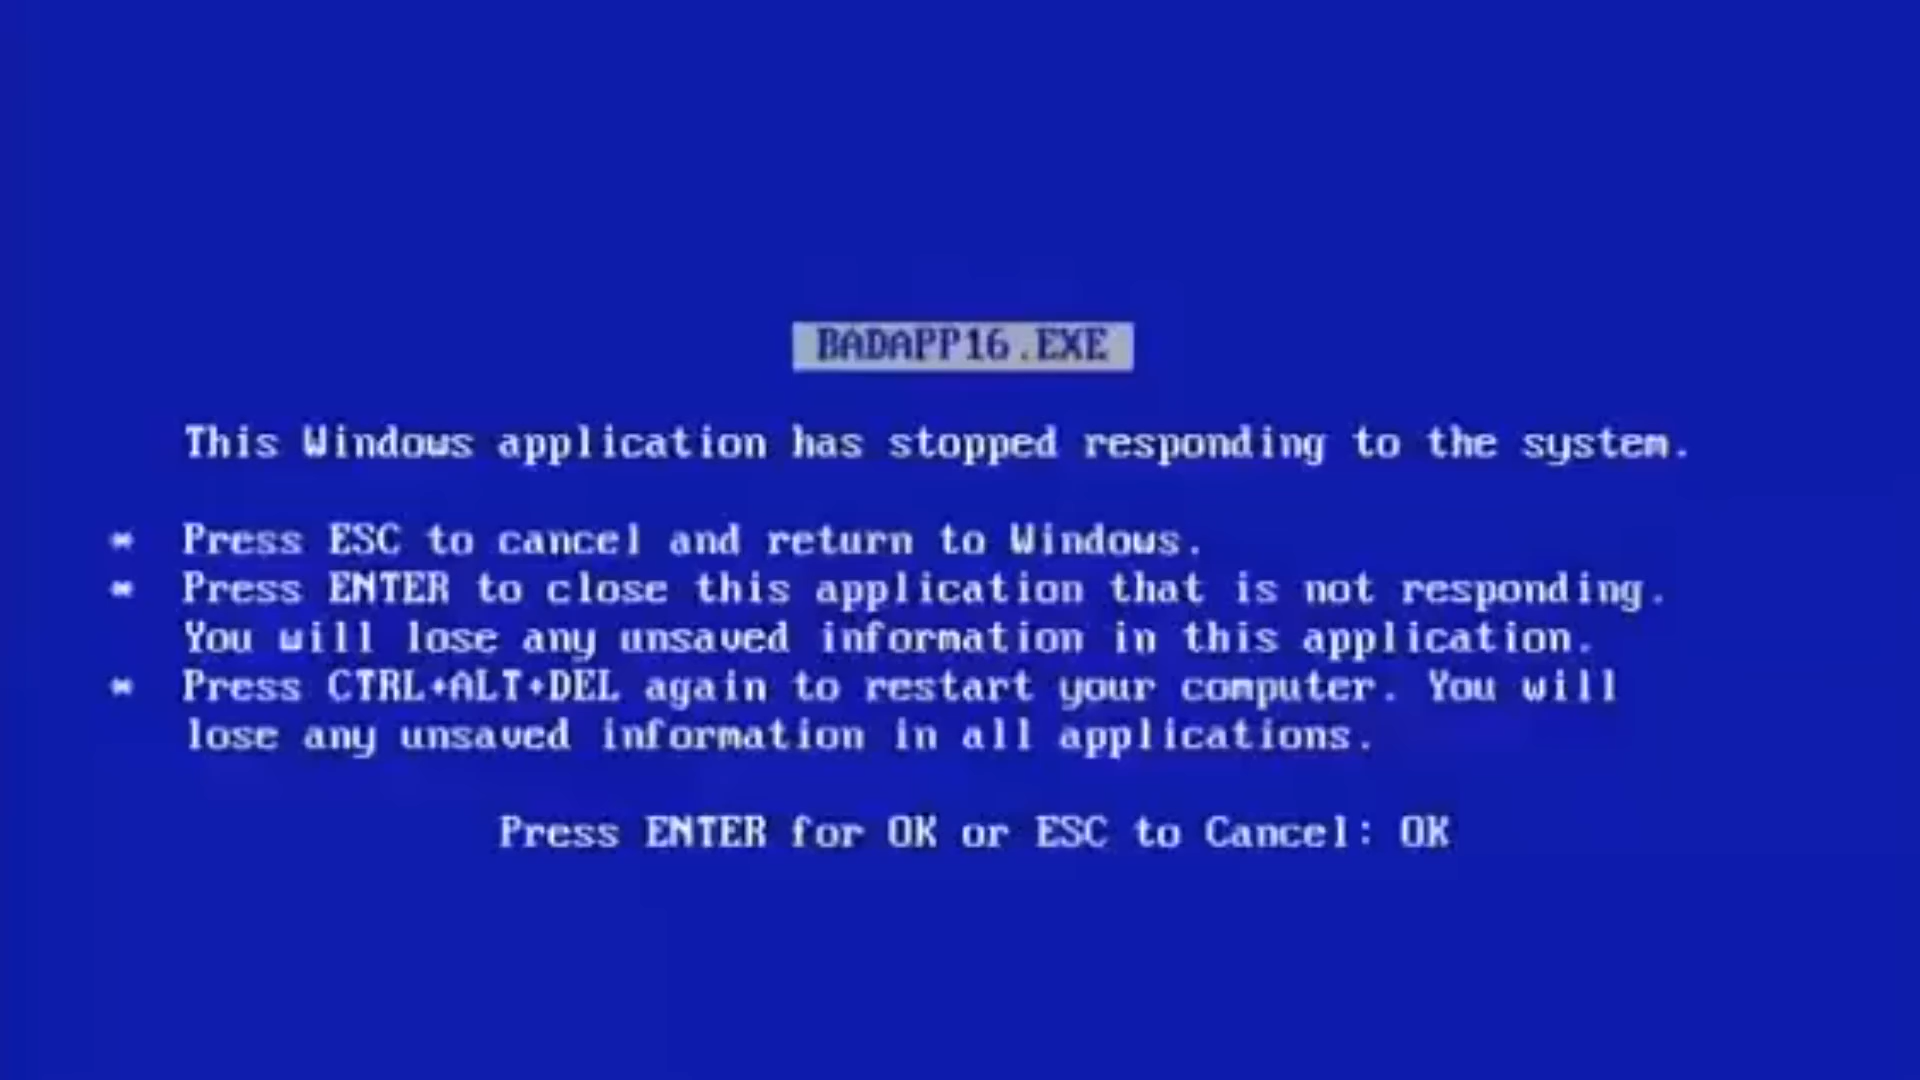 BADAPP16.EXE
This Windows application has stopped responding to the system.
* Press ESC to cancel and return to Windows.
* Press ENTER to close this application that is not responding.
You will lose any unsaved information in this application.
* Press CTRL+ALT+DEL again to restart your computer. You will
lose any unsaved information in all applications.
Press ENTER for OK or ESC to Cancel: OK